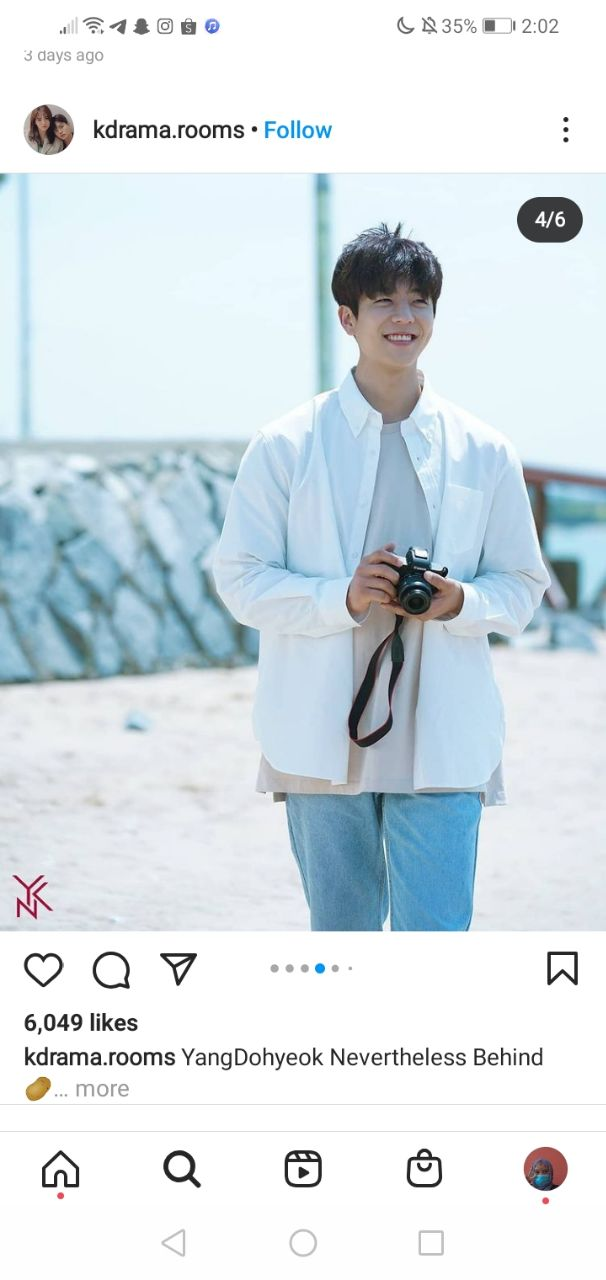 35% 2:02
3 days ago
kdrama.rooms • Follow
4/6
YNK
6,049 likes
kdrama.rooms YangDohyeok Nevertheless Behind
🥔... more